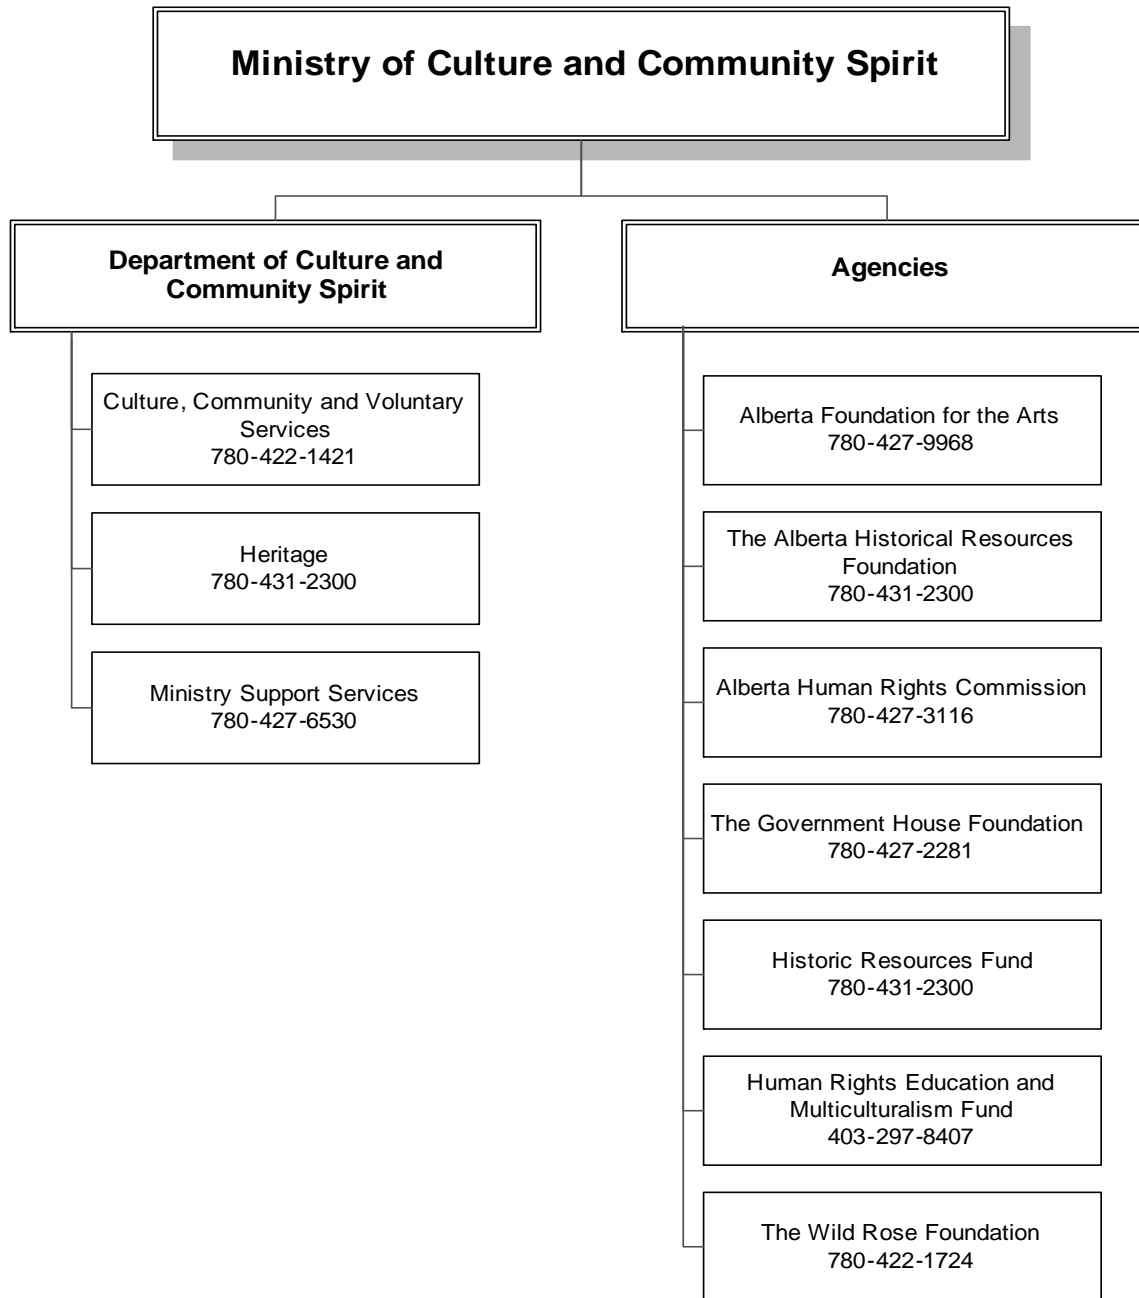 Ministry of Culture and Community Spirit
Department of Culture and
Community Spirit
Culture, Community and Voluntary
Services
780-422-1421
Heritage
780-431-2300
Ministry Support Services
780-427-6530
Agencies
Alberta Foundation for the Arts
780-427-9968
The Alberta Historical Resources
Foundation
780-431-2300
Alberta Human Rights Commission
780-427-3116
The Government House Foundation
780-427-2281
Historic Resources Fund
780-431-2300
Human Rights Education and
Multiculturalism Fund
403-297-8407
The Wild Rose Foundation
780-422-1724